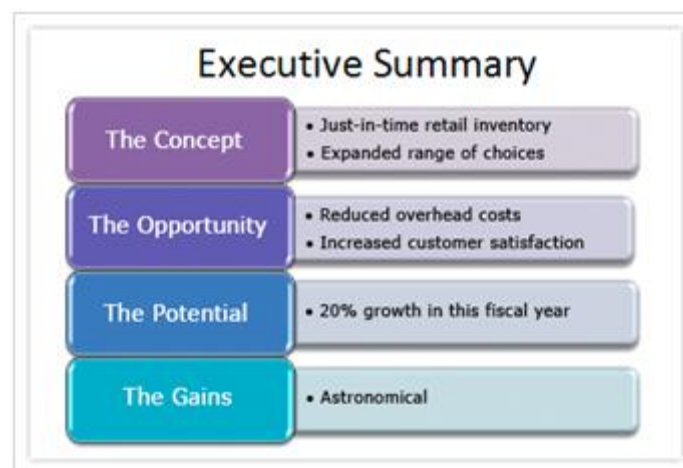 Executive Summary
The Concept
• Just-in-time retail inventory
• Expanded range of choices
The Opportunity
• Reduced overhead costs
• Increased customer satisfaction
The Potential
• 20% growth in this fiscal year
The Gains
• Astronomical